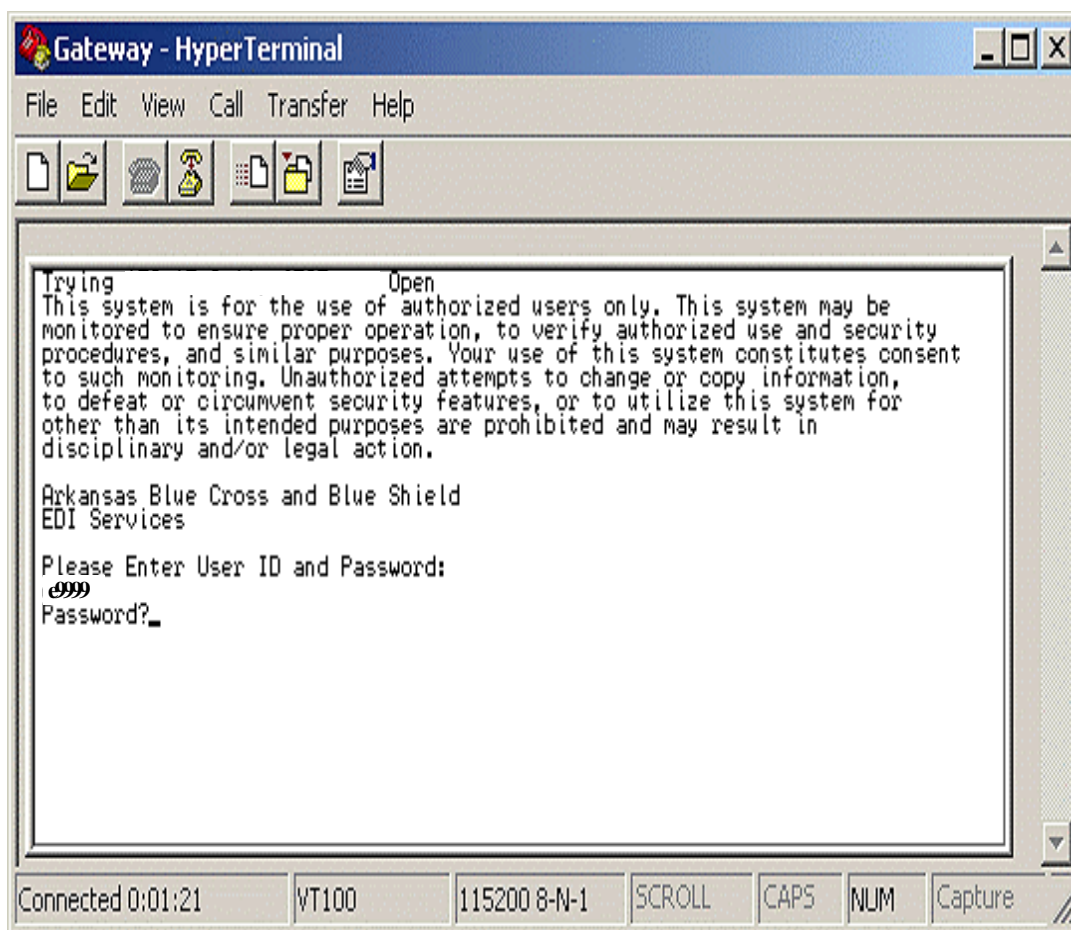 Gateway - HyperTerminal
File Edit View Call Transfer Help
Trying Open
This system is for the use of authorized users only. This system may be
monitored to ensure proper operation, to verify authorized use and security
procedures, and similar purposes. Your use of this system constitutes consent
to such monitoring. Unauthorized attempts to change or copy information,
to defeat or circumvent security features, or to utilize this system for
other than its intended purposes are prohibited and may result in
disciplinary and/or legal action.
Arkansas Blue Cross and Blue Shield
EDI Services
Please Enter User ID and Password:
e9999
Password?_
Connected 0:01:21 VT100 115200 8-N-1 SCROLL CAPS NUM Capture